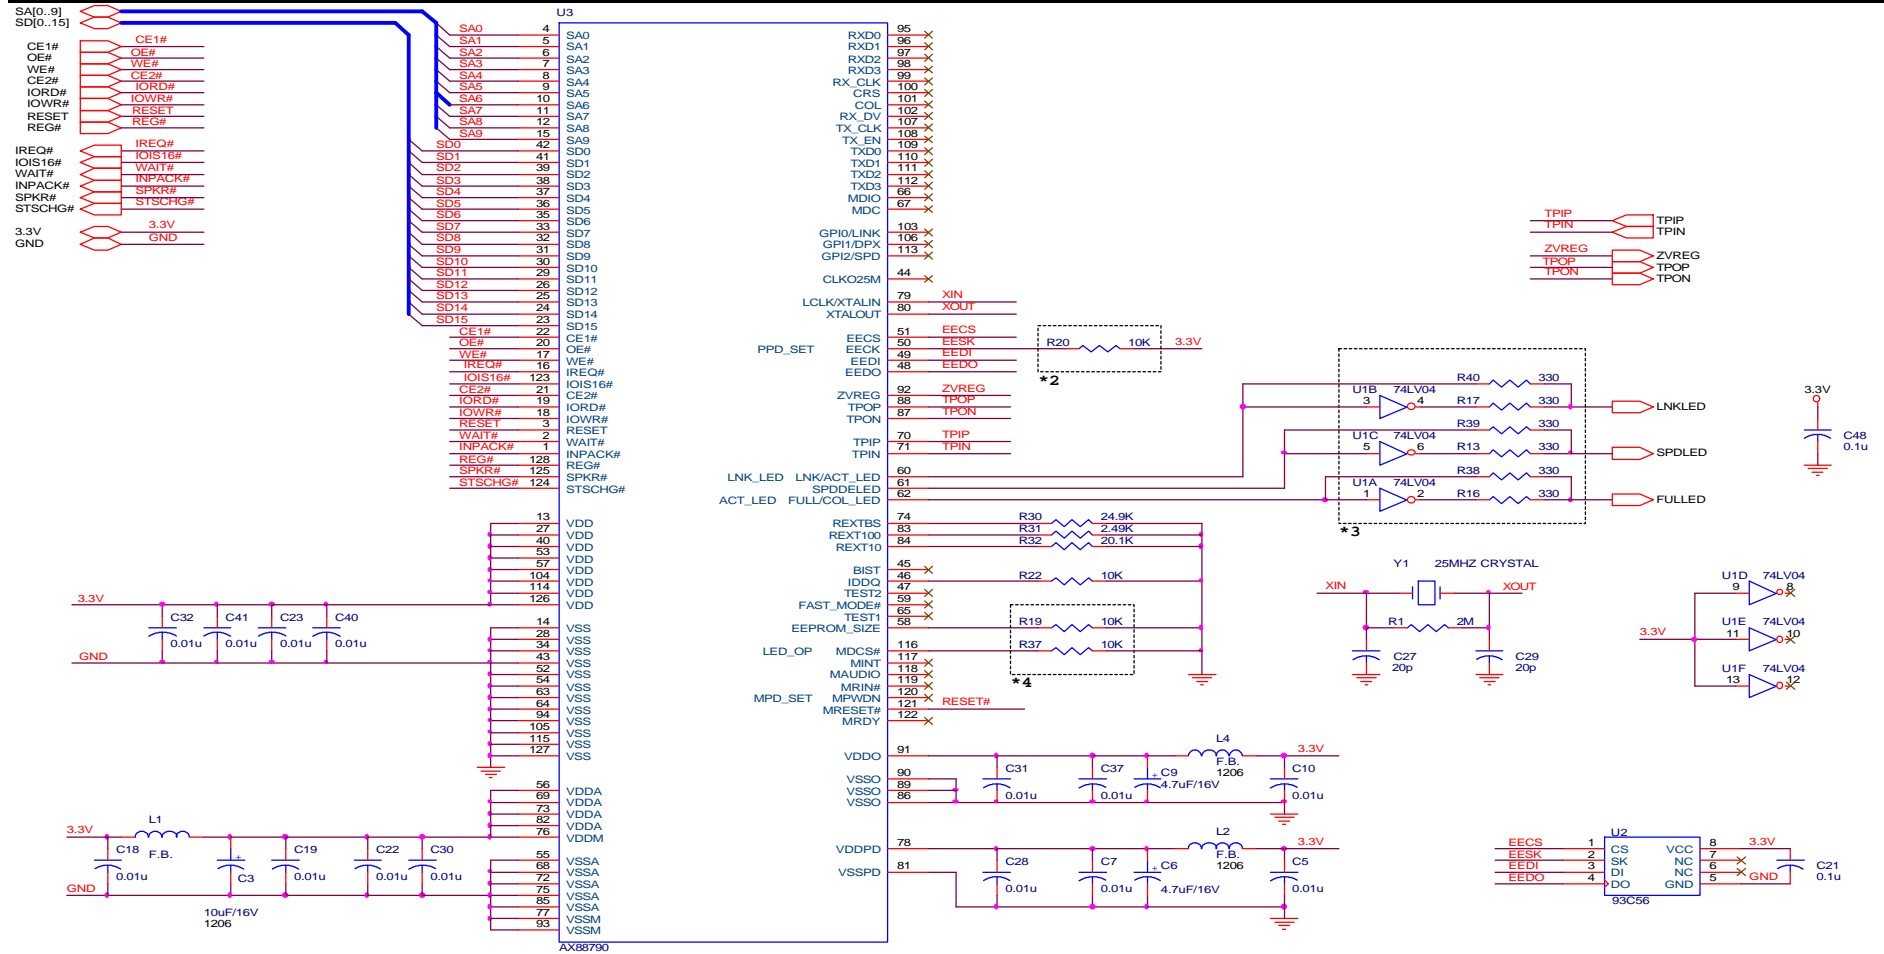 SA[0..9]
SD[0..15]
CE1# CE1#
OE# OE#
WE# WE#
CE2# CE2#
IORD# IORD#
IOWR# IOWR#
RESET RESET
REG# REG#
IREQ# IREQ#
IOIS16# IOIS16#
WAIT# WAIT#
INPACK# INPACK#
SPKR# SPKR#
STSCHG# STSCHG#
3.3V 3.3V
GND GND
U3
SA0 4 SA0
SA1 5 SA1
SA2 6 SA2
SA3 7 SA3
SA4 8 SA4
SA5 9 SA5
SA6 10 SA6
SA7 11 SA7
SA8 12 SA8
SA9 15 SA9
SD0 42 SD0
SD1 41 SD1
SD2 39 SD2
SD3 38 SD3
SD4 37 SD4
SD5 36 SD5
SD6 35 SD6
SD7 33 SD7
SD8 32 SD8
SD9 31 SD9
SD10 30 SD10
SD11 29 SD11
SD12 26 SD12
SD13 25 SD13
SD14 24 SD14
SD15 23 SD15
CE1# 22 CE1#
OE# 20 OE#
WE# 17 WE#
IREQ# 16 IREQ#
IOIS16# 123 IOIS16#
CE2# 21 CE2#
IORD# 19 IORD#
IOWR# 18 IOWR#
RESET 3 RESET
WAIT# 2 WAIT#
INPACK# 1 INPACK#
REG# 128 REG#
SPKR# 125 SPKR#
STSCHG# 124 STSCHG#
13 VDD
27 VDD
40 VDD
53 VDD
57 VDD
104 VDD
114 VDD
126 VDD
14 VSS
28 VSS
34 VSS
43 VSS
52 VSS
54 VSS
63 VSS
64 VSS
94 VSS
105 VSS
115 VSS
127 VSS
56 VDDA
69 VDDA
73 VDDA
82 VDDA
76 VDDM
55 VSSA
68 VSSA
72 VSSA
75 VSSA
85 VSSA
77 VSSM
93 VSSM
AX88790
3.3V
C32 C41 C23 C40
0.01u 0.01u 0.01u 0.01u
GND
3.3V
L1
F.B.
C18 C3 C19 C22 C30
0.01u 0.01u 0.01u 0.01u
GND
10uF/16V
1206
RXD0 95
RXD1 96
RXD2 97
RXD3 98
RX_CLK 99
CRS 100
COL 101
RX_DV 102
TX_CLK 107
TX_EN 108
TXD0 109
TXD1 110
TXD2 111
TXD3 112
MDIO 66
MDC 67
GPI0/LINK 103
GPI1/DPX 106
GPI2/SPD 113
CLKO25M 44
LCLK/XTALIN 79 XIN
XTALOUT 80 XOUT
EECS 51 EECS
PPD_SET EECK 50 EESK
EEDI 49 EEDI
EEDO 48 EEDO
R20 10K 3.3V
*2
ZVREG 92 ZVREG
TPOP 88 TPOP
TPON 87 TPON
TPIP 70 TPIP
TPIN 71 TPIN
LNK_LED LNK/ACT_LED 60
SPDDELED 61
ACT_LED FULL/COL_LED 62
REXTBS 74 R30 24.9K
REXT100 83 R31 2.49K
REXT10 84 R32 20.1K
BIST 45
IDDQ 46 R22 10K
TEST2 47
FAST_MODE# 59
TEST1 65
EEPROM_SIZE 58 R19 10K
LED_OP MDCS# 116 R37 10K
*4
MINT 117
MAUDIO 118
MRIN# 119
MPD_SET MPWDN 120
MRESET# 121 RESET#
MRDY 122
VDDO 91
VSSO 90
VSSO 89
VSSO 86
C31 0.01u
C37 0.01u
C9 4.7uF/16V
L4 F.B. 1206
3.3V
C10 0.01u
VDDPD 78
VSSPD 81
C28 0.01u
C7 0.01u
C6 4.7uF/16V
L2 F.B. 1206
3.3V
C5 0.01u
TPIP TPIP
TPIN TPIN
ZVREG ZVREG
TPOP TPOP
TPON TPON
R40 330
U1B 74LV04
3 4 R17 330 LNKLED
R39 330
U1C 74LV04
5 6 R13 330 SPDLED
R38 330
U1A 74LV04
1 2 R16 330 FULLED
*3
3.3V
C48
0.1u
Y1 25MHZ CRYSTAL
XIN XOUT
R1 2M
C27 20p
C29 20p
3.3V
U1D 74LV04
9 8
U1E 74LV04
11 10
U1F 74LV04
13 12
U2
EECS 1 CS VCC 8 3.3V
EESK 2 SK NC 7
EEDI 3 DI NC 6
EEDO 4 DO GND 5 GND
93C56
C21
0.1u